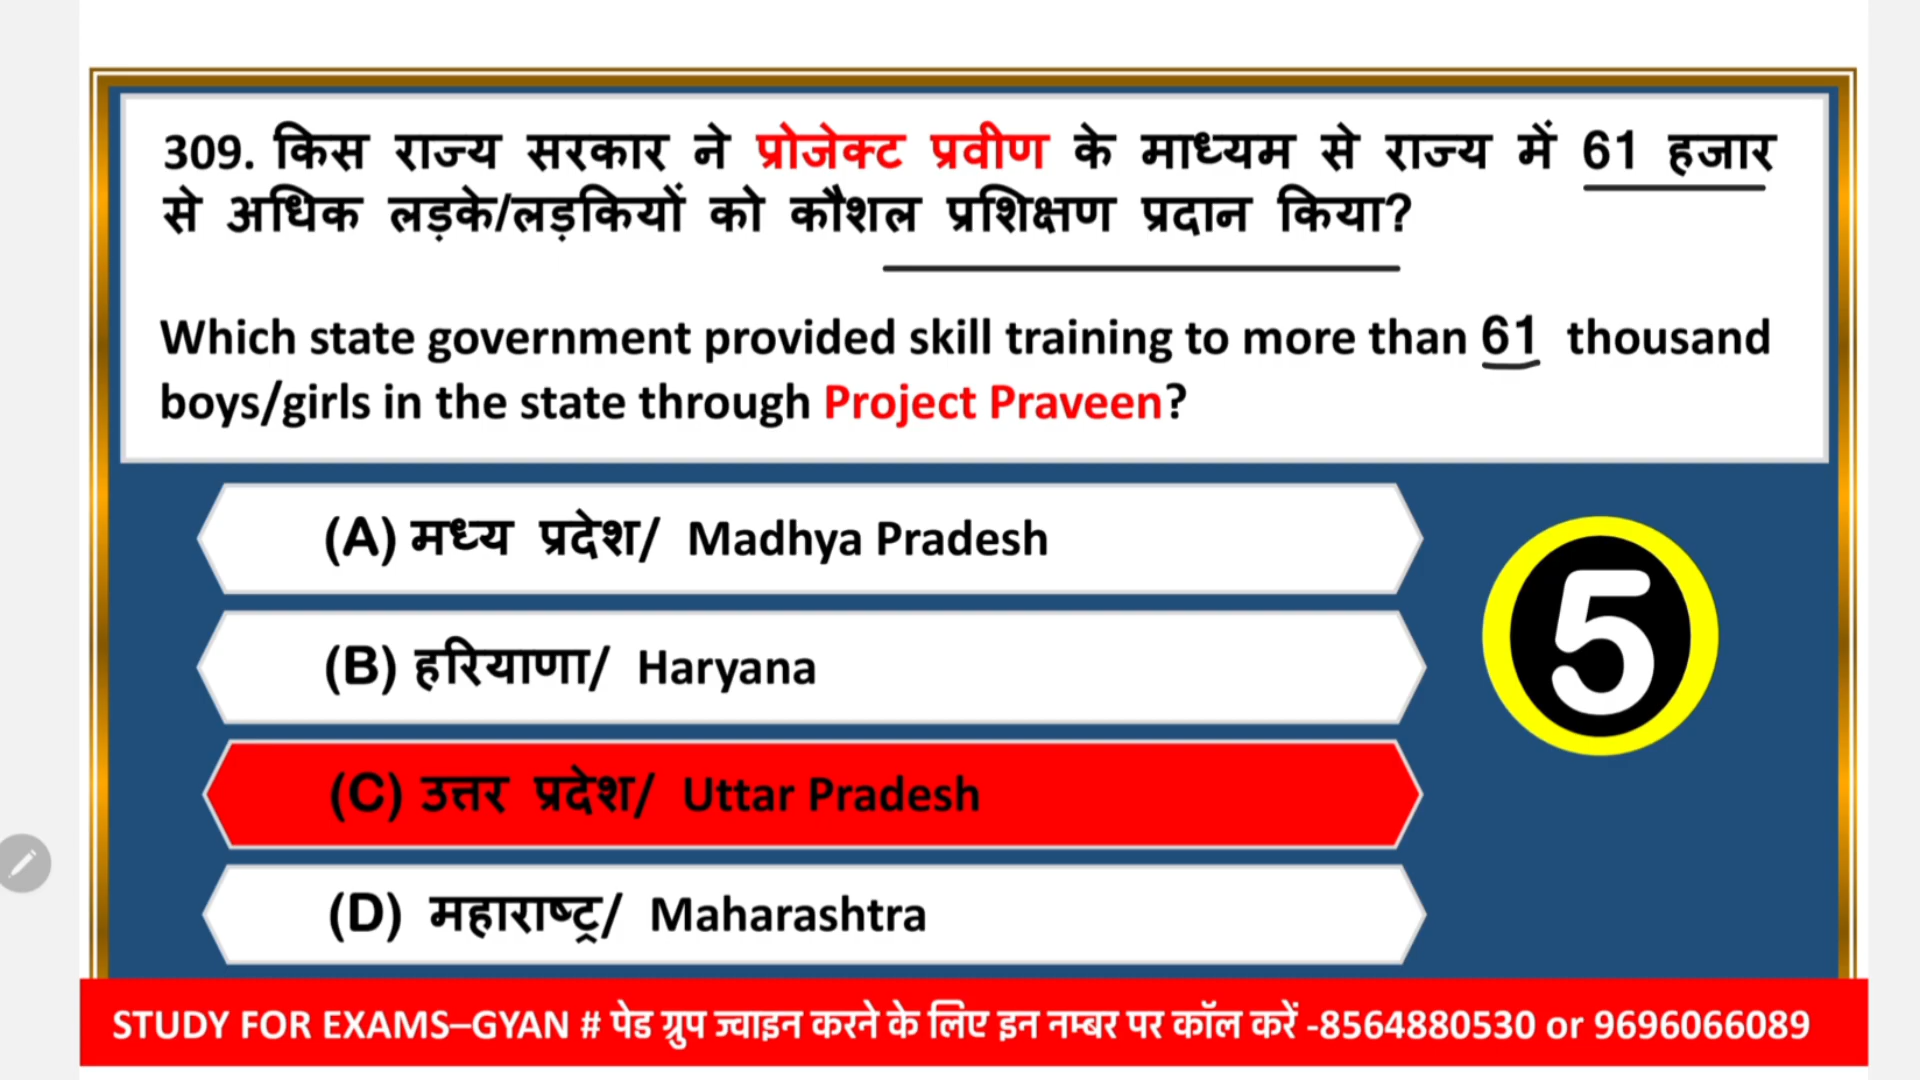 309. किस राज्य सरकार ने प्रोजेक्ट प्रवीण के माध्यम से राज्य में 61 हजार
से अधिक लड़के/लड़कियों को कौशल प्रशिक्षण प्रदान किया?
Which state government provided skill training to more than 61 thousand
boys/girls in the state through Project Praveen?
(A) मध्य प्रदेश/ Madhya Pradesh
(B) हरियाणा/ Haryana
5
(C) उत्तर प्रदेश/ Uttar Pradesh
(D) महाराष्ट्र/ Maharashtra
STUDY FOR EXAMS–GYAN # पेड ग्रुप ज्वाइन करने के लिए इन नम्बर पर कॉल करें -8564880530 or 9696066089